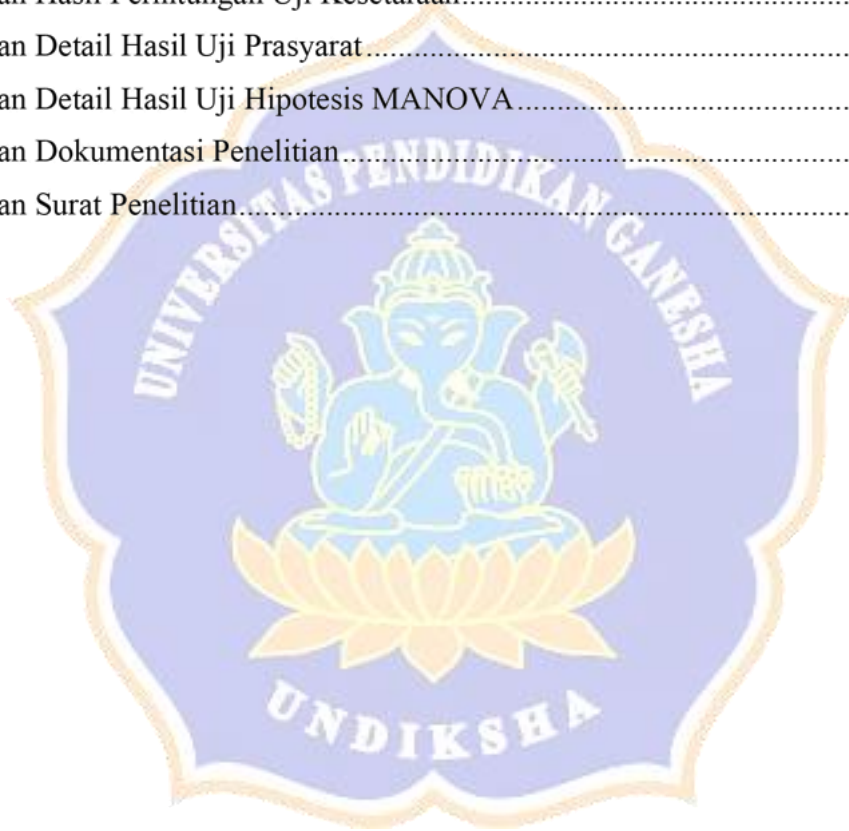 an Hasil Perhitungan Uji Kesetaraan
an Detail Hasil Uji Prasyarat
an Detail Hasil Uji Hipotesis MANOVA
an Dokumentasi Penelitian
an Surat Penelitian
UNIVERSITAS PENDIDIKAN GANESHA
UNDIKSHA